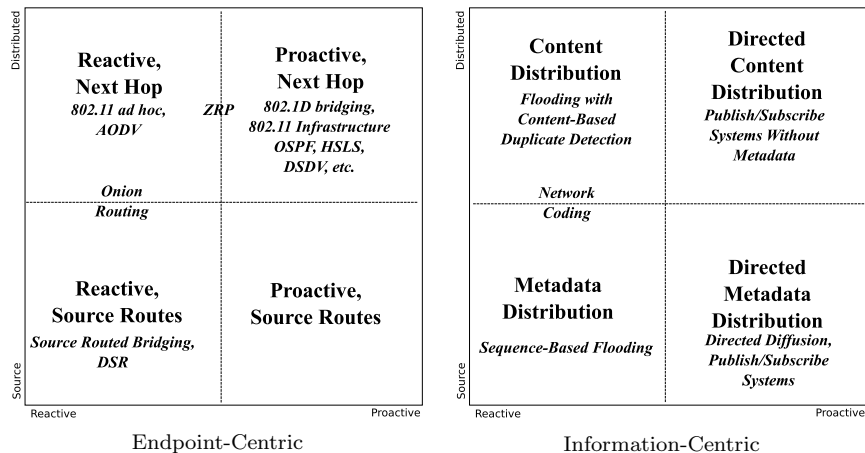 Distributed
Reactive,
Next Hop
802.11 ad hoc,
AODV
ZRP
Proactive,
Next Hop
802.1D bridging,
802.11 Infrastructure
OSPF, HSLS,
DSDV, etc.
Onion
Routing
Reactive,
Source Routes
Source Routed Bridging,
DSR
Proactive,
Source Routes
Source
Reactive
Proactive
Endpoint-Centric
Distributed
Content
Distribution
Flooding with
Content-Based
Duplicate Detection
Directed
Content
Distribution
Publish/Subscribe
Systems Without
Metadata
Network
Coding
Metadata
Distribution
Sequence-Based Flooding
Directed
Metadata
Distribution
Directed Diffusion,
Publish/Subscribe
Systems
Source
Reactive
Proactive
Information-Centric